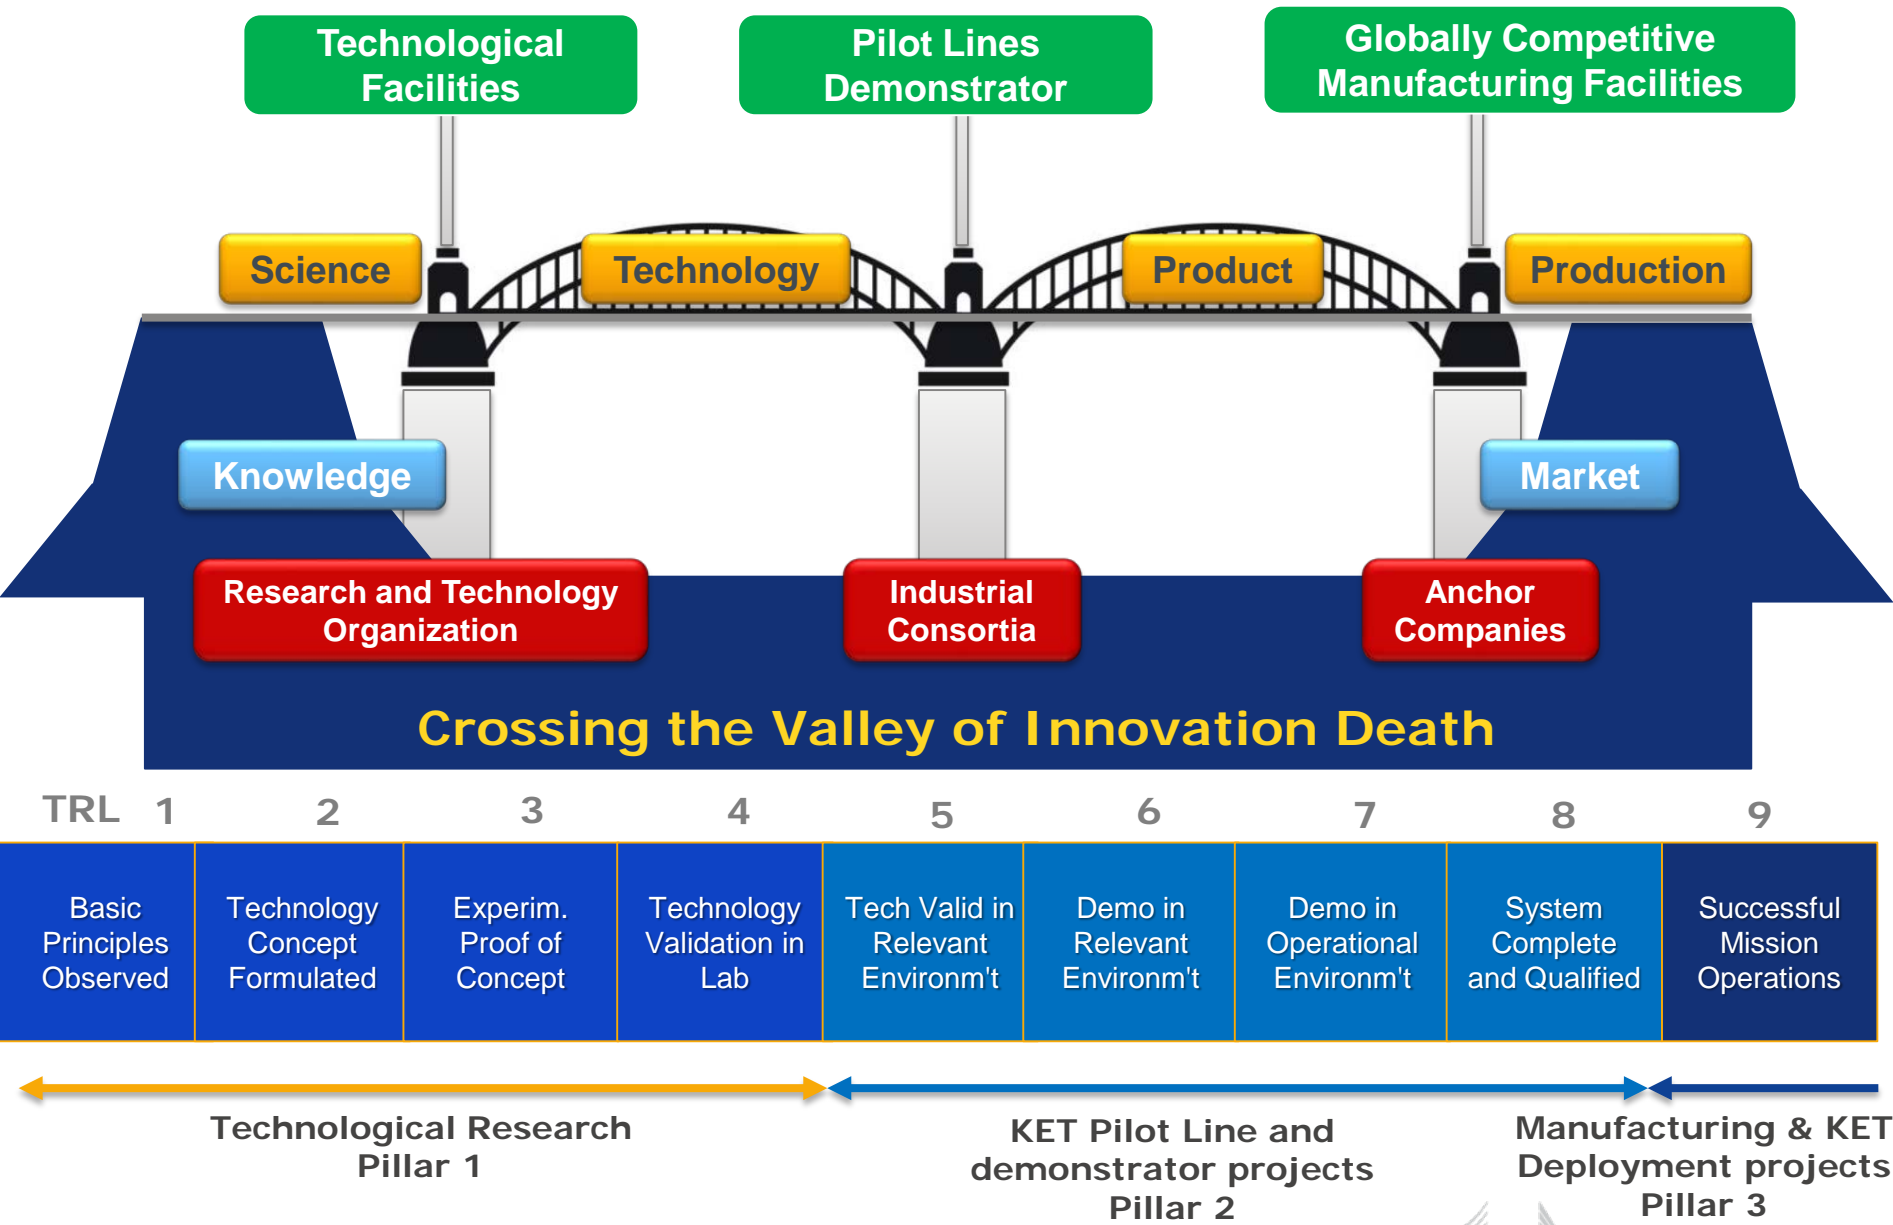 Technological
Facilities
Pilot Lines
Demonstrator
Globally Competitive
Manufacturing Facilities
Science
Technology
Product
Production
Knowledge
Market
Research and Technology
Organization
Industrial
Consortia
Anchor
Companies
Crossing the Valley of Innovation Death
TRL 1 2 3 4 5 6 7 8 9
Basic
Principles
Observed
Technology
Concept
Formulated
Experim.
Proof of
Concept
Technology
Validation in
Lab
Tech Valid in
Relevant
Environm't
Demo in
Relevant
Environm't
Demo in
Operational
Environm't
System
Complete
and Qualified
Successful
Mission
Operations
Technological Research
Pillar 1
KET Pilot Line and
demonstrator projects
Pillar 2
Manufacturing & KET
Deployment projects
Pillar 3